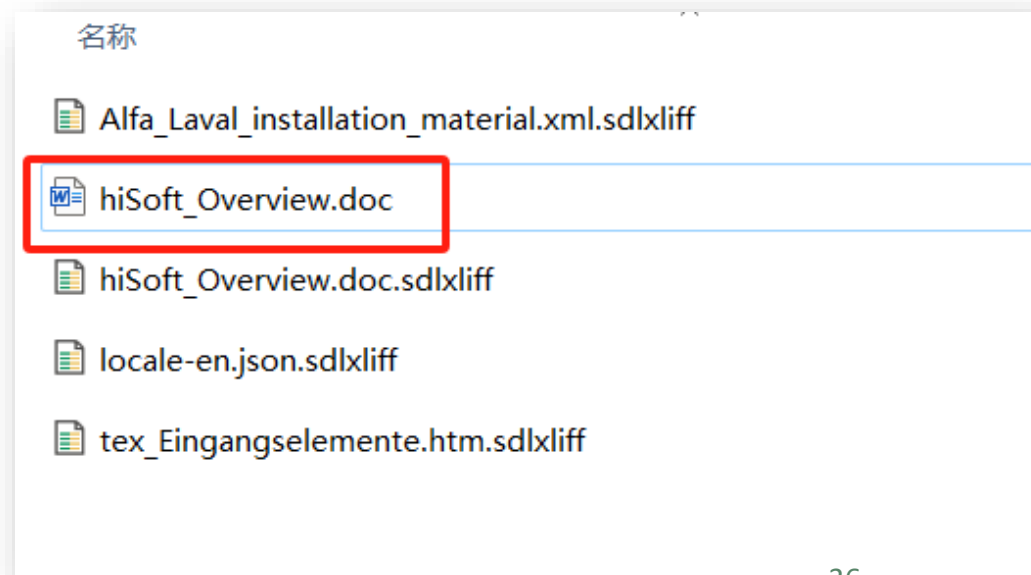 名称
Alfa_Laval_installation_material.xml.sdlxliff
hiSoft_Overview.doc
hiSoft_Overview.doc.sdlxliff
locale-en.json.sdlxliff
tex_Eingangselemente.htm.sdlxliff